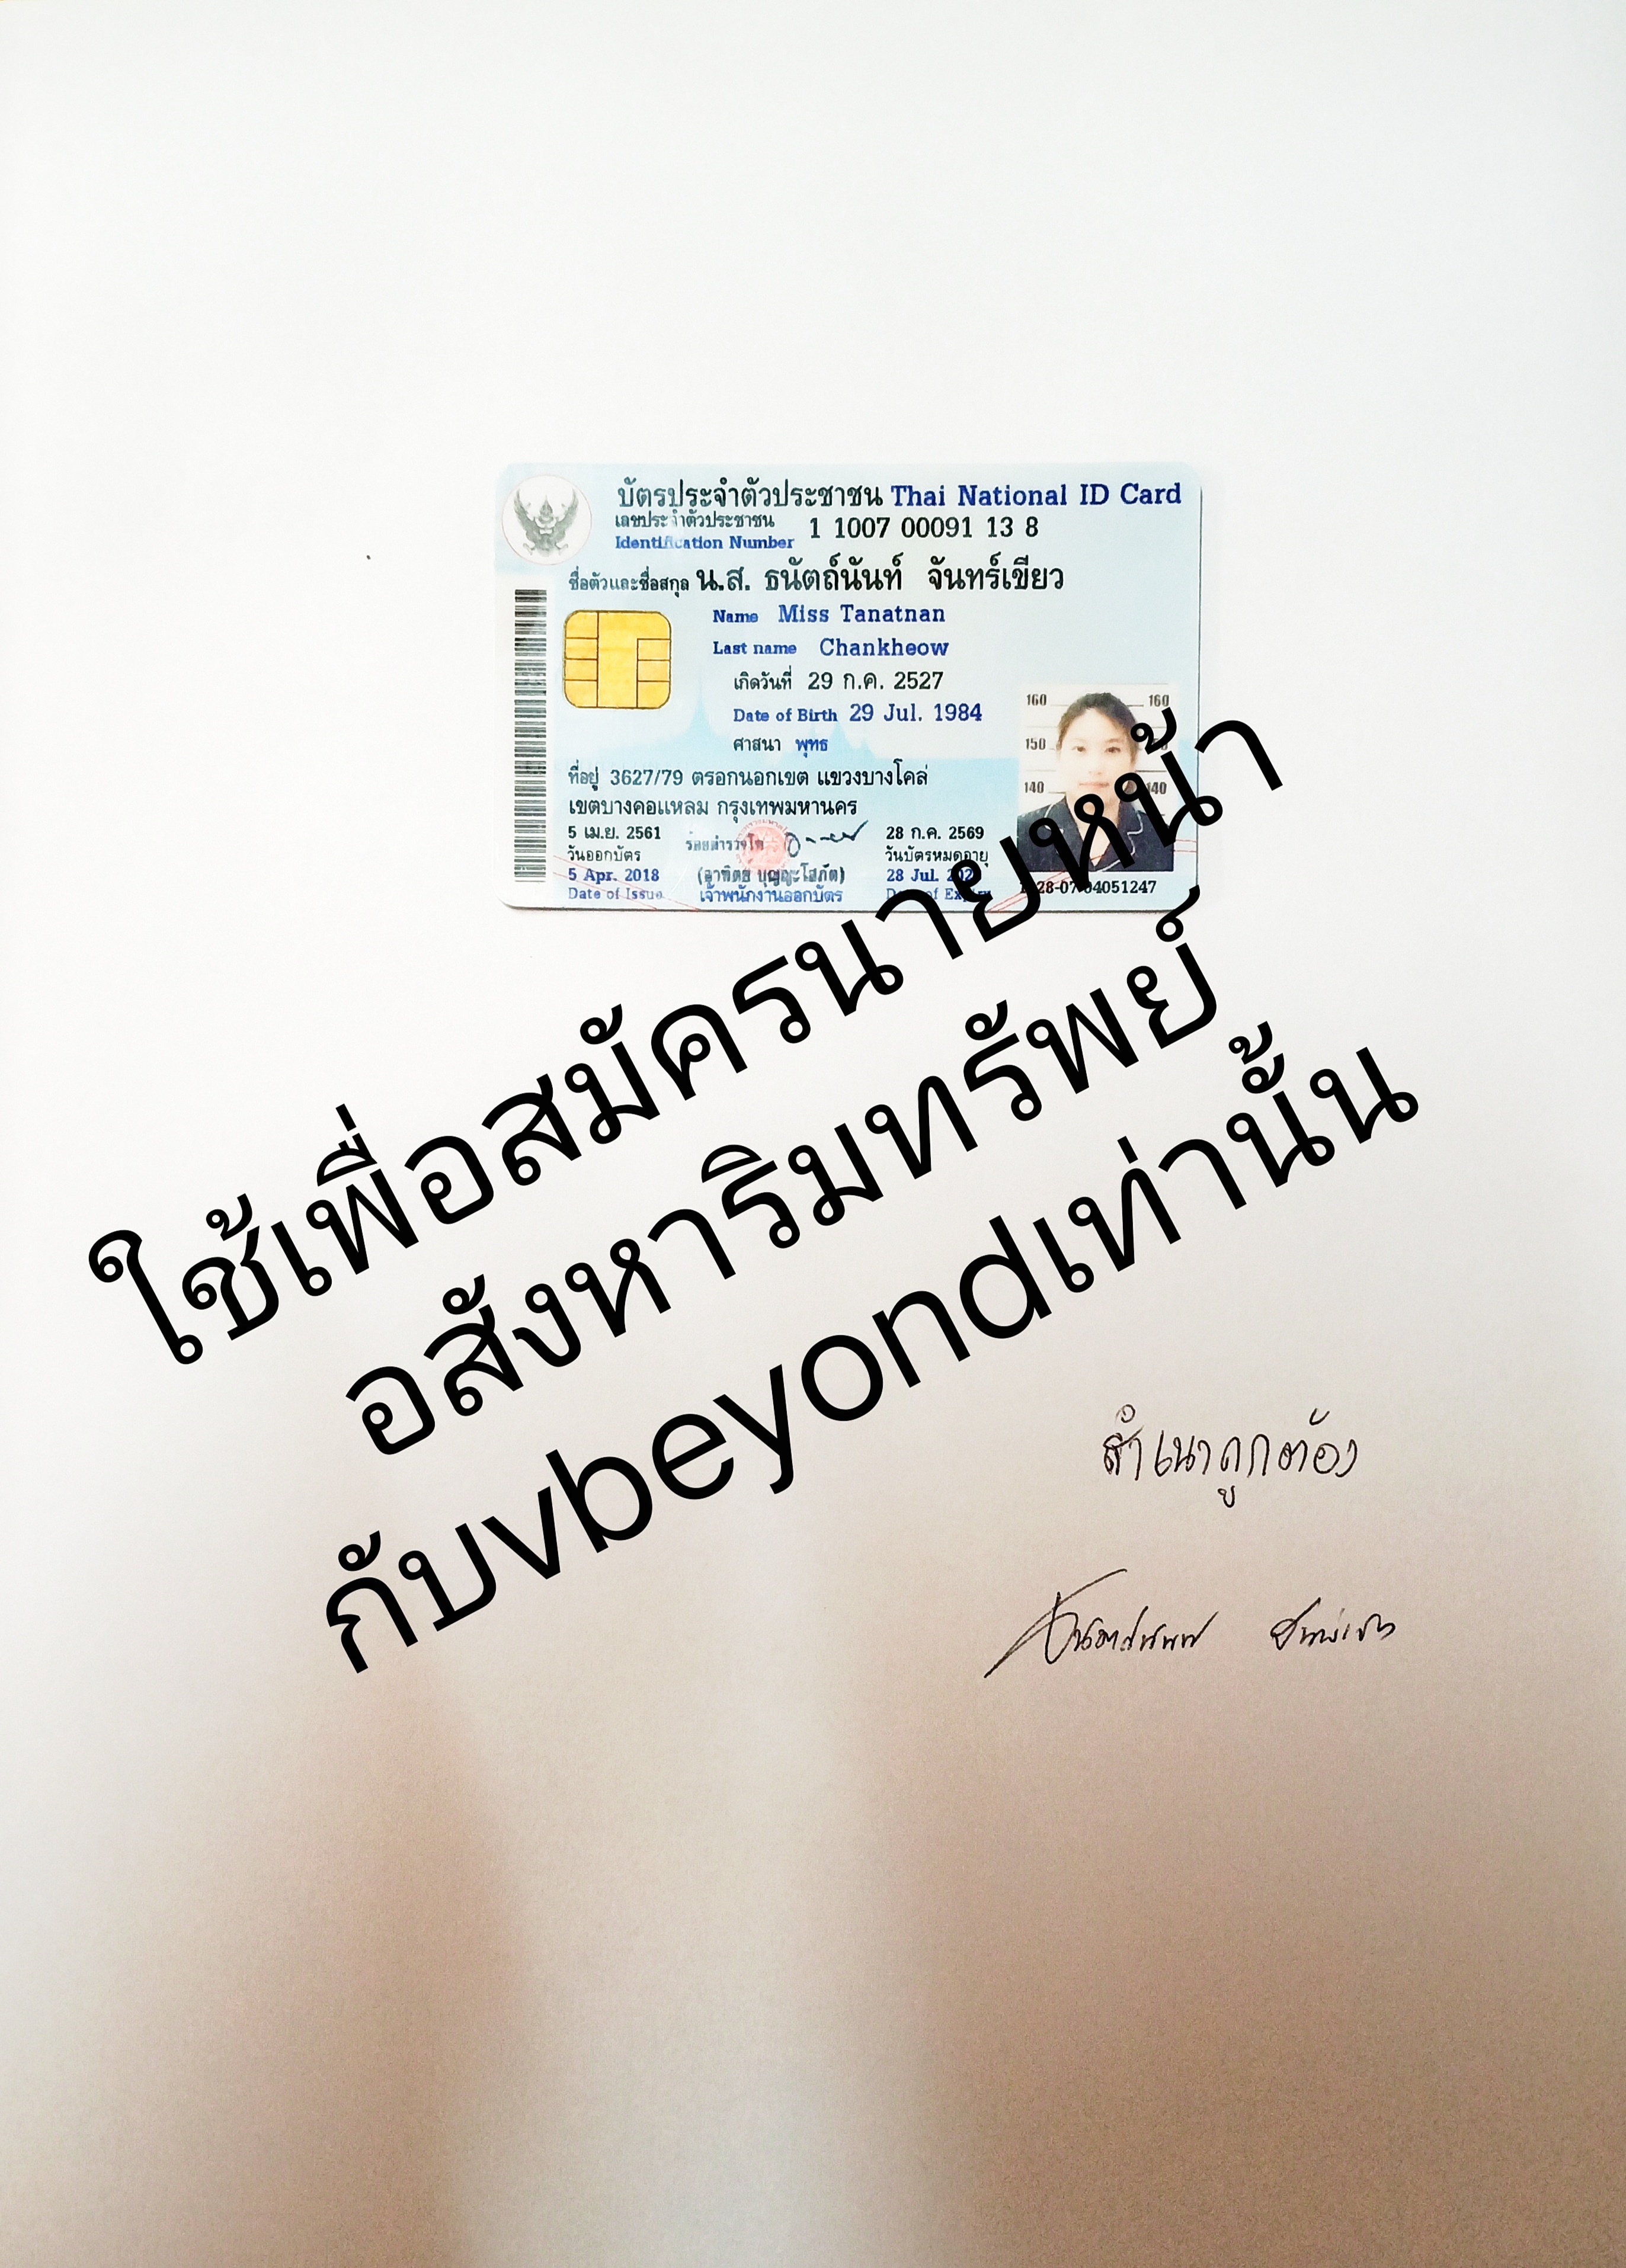 บัตรประจำตัวประชาชน Thai National ID Card
เลขประจำตัวประชาชน
Identification Number 1 1007 00091 13 8
ชื่อตัวและชื่อสกุล น.ส. ธนัตถ์นันท์ จันทร์เขียว
Name Miss Tanatnan
Last name Chankheow
เกิดวันที่ 29 ก.ค. 2527
Date of Birth 29 Jul. 1984
ศาสนา พุทธ
ที่อยู่ 3627/79 ตรอกนอกเขต แขวงบางโคล่
เขตบางคอแหลม กรุงเทพมหานคร
5 เม.ย. 2561 28 ก.ค. 2569
วันออกบัตร วันบัตรหมดอายุ
5 Apr. 2018 (อาทิตย์ บุญญะโสภัต) 28 Jul.
Date of Issue เจ้าพนักงานออกบัตร
160 160
150
140 140
ใช้เพื่อสมัครนายหน้า
อสังหาริมทรัพย์
กับvbeyondเท่านั้น
สำเนาถูกต้อง